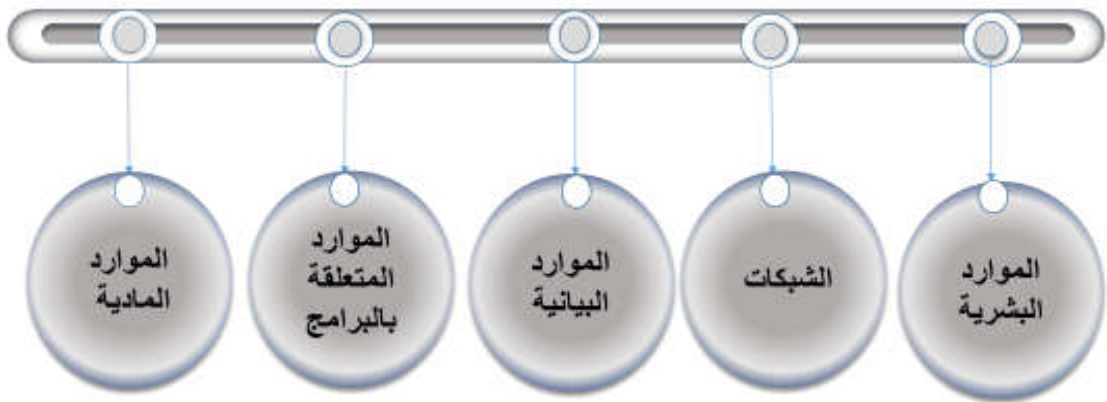 الموارد
البشرية
الشبكات
الموارد
البيانية
الموارد
المتعلقة
بالبرامج
الموارد
المادية